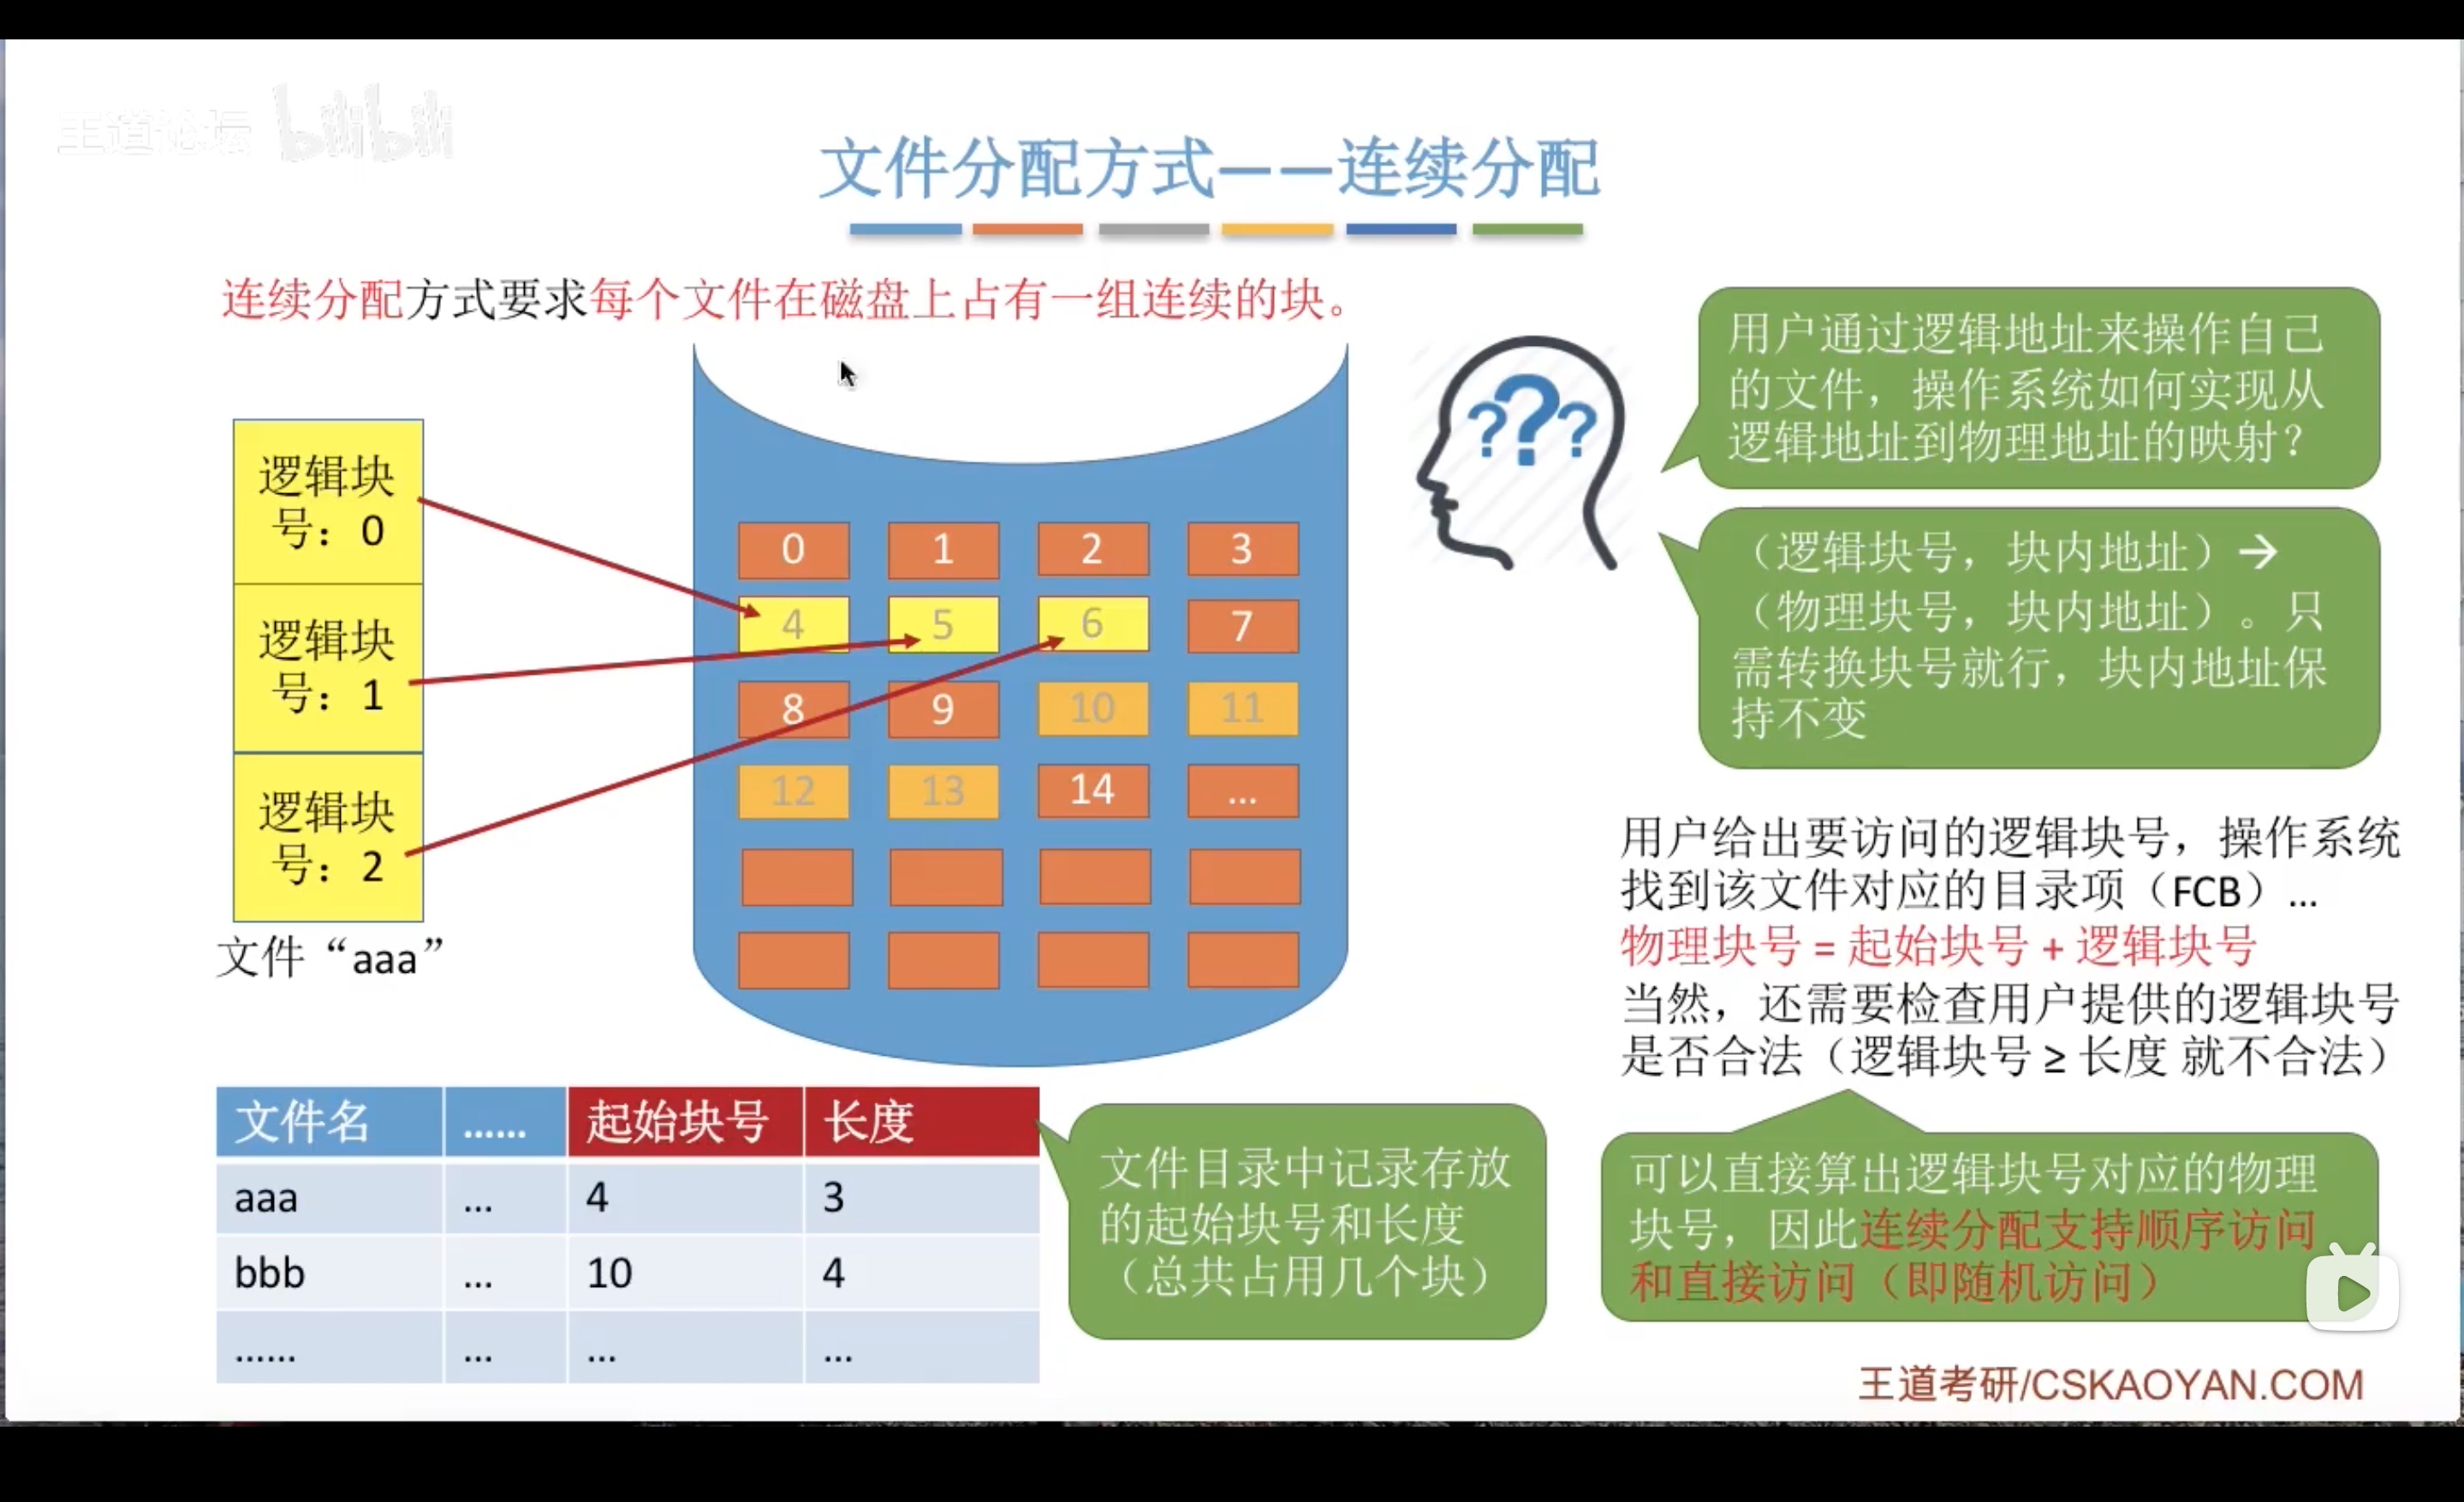 王道论坛 bilibili
文件分配方式——连续分配
连续分配方式要求每个文件在磁盘上占有一组连续的块。
逻辑块
号：0
逻辑块
号：1
逻辑块
号：2
文件“aaa”
0 1 2 3
4 5 6 7
8 9 10 11
12 13 14 ...
???
用户通过逻辑地址来操作自己
的文件，操作系统如何实现从
逻辑地址到物理地址的映射？
（逻辑块号，块内地址）→
（物理块号，块内地址）。只
需转换块号就行，块内地址保
持不变
用户给出要访问的逻辑块号，操作系统
找到该文件对应的目录项（FCB）...
物理块号 = 起始块号 + 逻辑块号
当然，还需要检查用户提供的逻辑块号
是否合法（逻辑块号 ≥ 长度 就不合法）
文件名 …… 起始块号 长度
aaa ... 4 3
bbb ... 10 4
…… ... ... ...
文件目录中记录存放
的起始块号和长度
（总共占用几个块）
可以直接算出逻辑块号对应的物理
块号，因此连续分配支持顺序访问
和直接访问（即随机访问）
王道考研/CSKAOYAN.COM